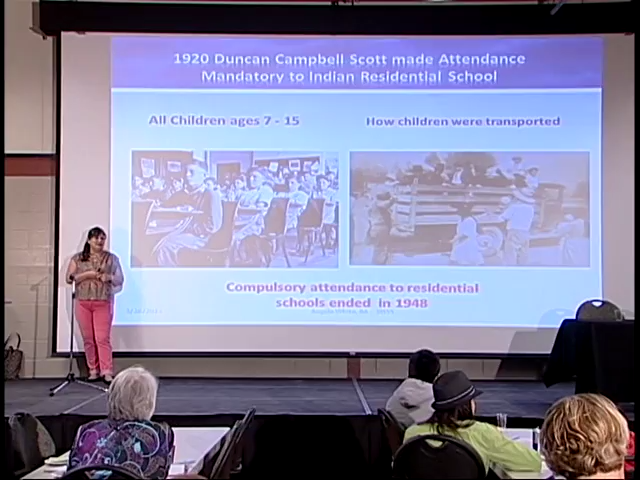 1920 Duncan Campbell Scott made Attendance
Mandatory to Indian Residential School
All Children ages 7 - 15
How children were transported
Compulsory attendance to residential
schools ended in 1948